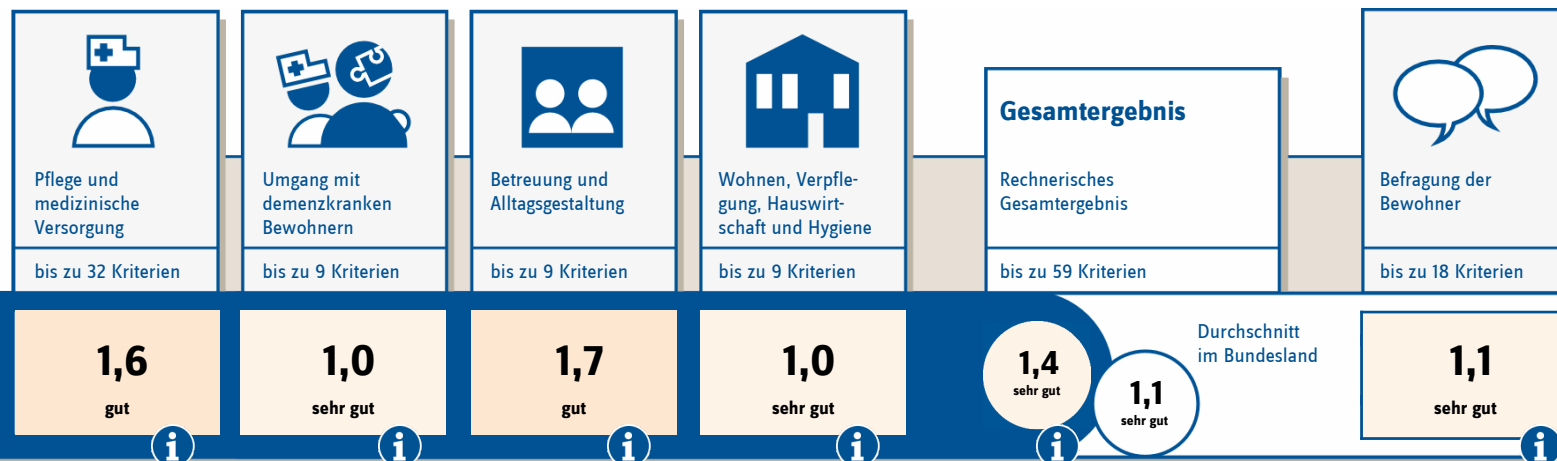 Pflege und
medizinische
Versorgung
bis zu 32 Kriterien
1,6
gut
i
Umgang mit
demenzkranken
Bewohnern
bis zu 9 Kriterien
1,0
sehr gut
i
Betreuung und
Alltagsgestaltung
bis zu 9 Kriterien
1,7
gut
i
Wohnen, Verpfle-
gung, Hauswirt-
schaft und Hygiene
bis zu 9 Kriterien
1,0
sehr gut
i
Gesamtergebnis
Rechnerisches
Gesamtergebnis
bis zu 59 Kriterien
1,4
sehr gut
i
1,1
sehr gut
Durchschnitt
im Bundesland
Befragung der
Bewohner
bis zu 18 Kriterien
1,1
sehr gut
i